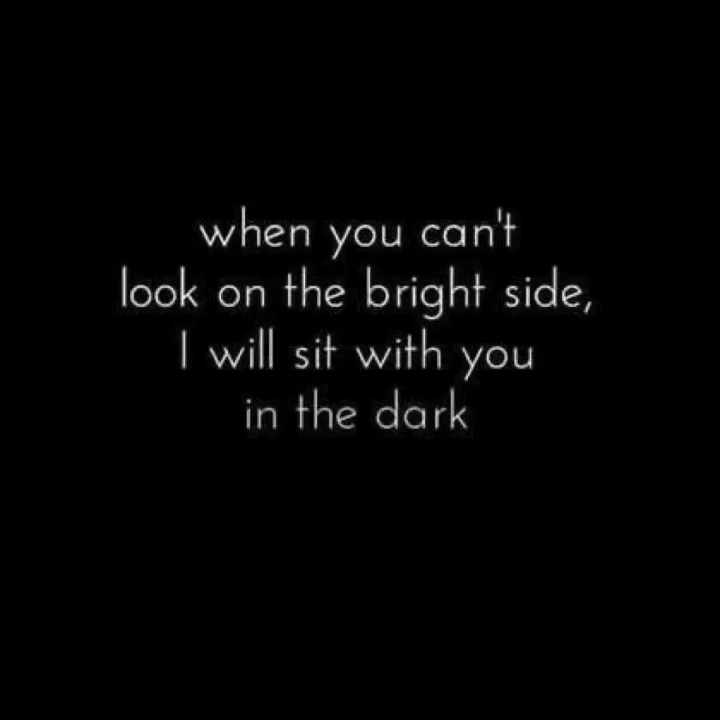 when you can't
look on the bright side,
I will sit with you
in the dark